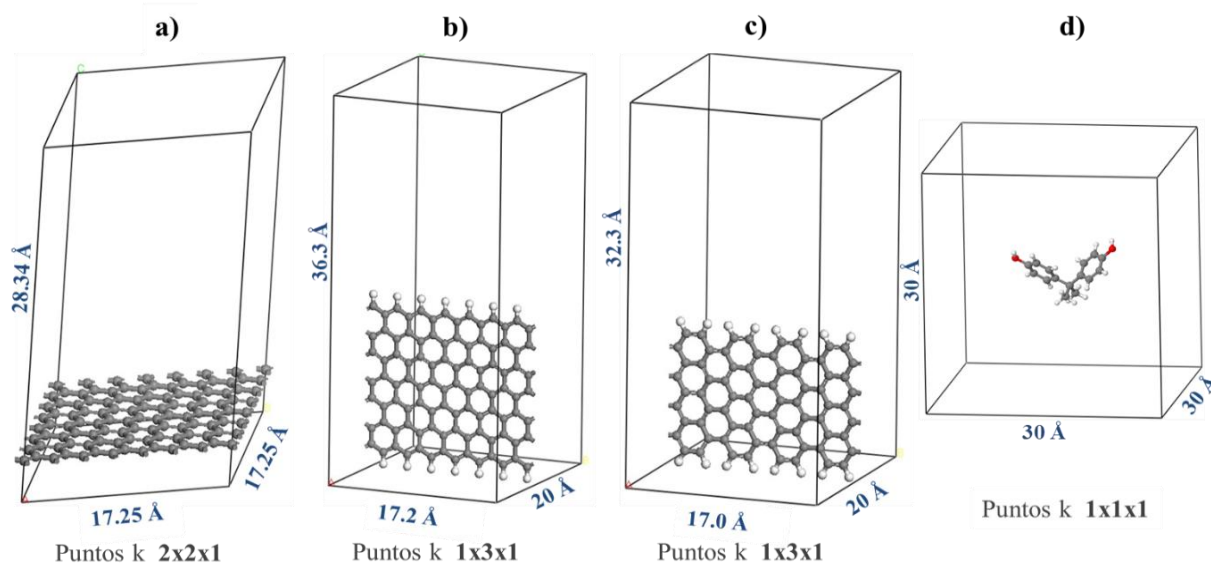 a)
b)
c)
d)
28.34 Å
17.25 Å
17.25 Å
Puntos k 2x2x1
36.3 Å
17.2 Å
20 Å
Puntos k 1x3x1
32.3 Å
17.0 Å
20 Å
Puntos k 1x3x1
30 Å
30 Å
30 Å
Puntos k 1x1x1